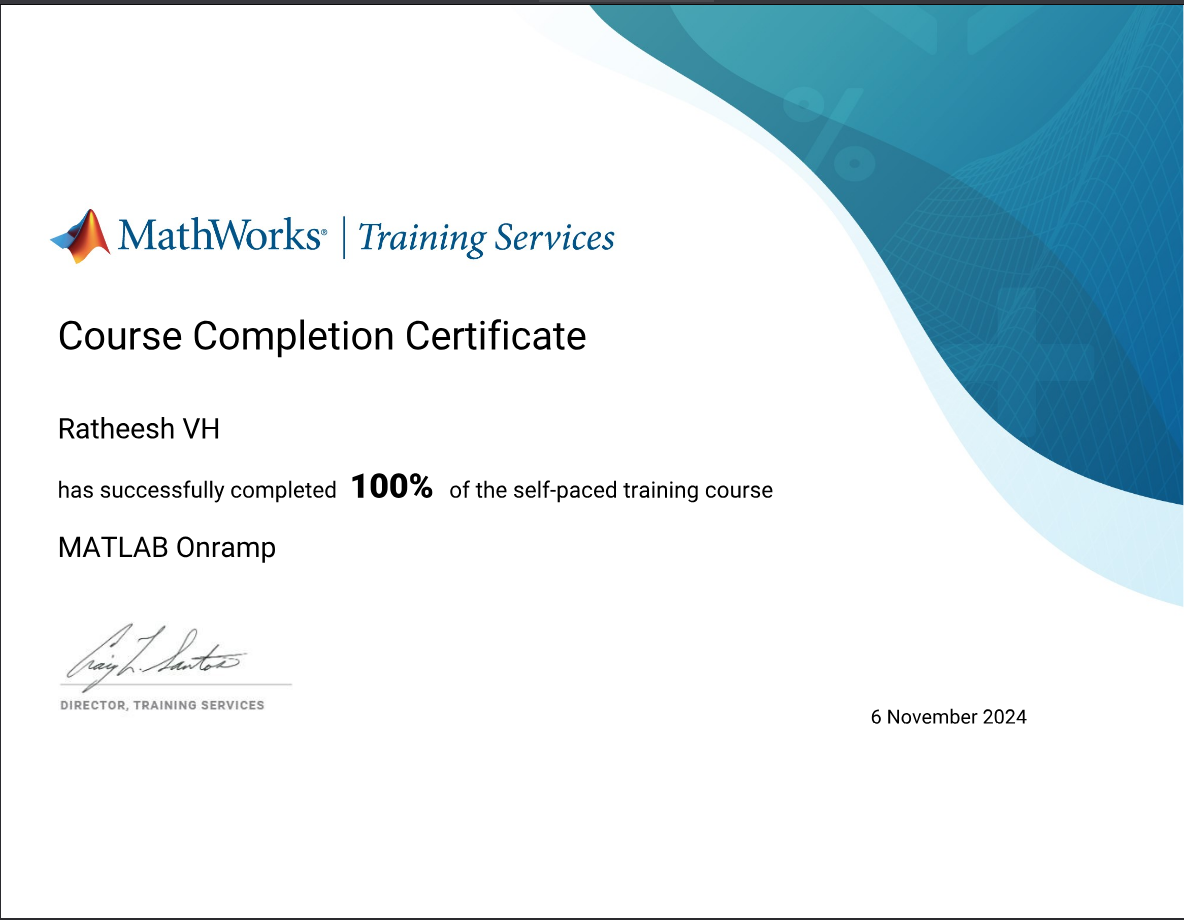 MathWorks® | Training Services
Course Completion Certificate
Ratheesh VH
has successfully completed 100% of the self-paced training course
MATLAB Onramp
Craig L. Santos
DIRECTOR, TRAINING SERVICES
6 November 2024